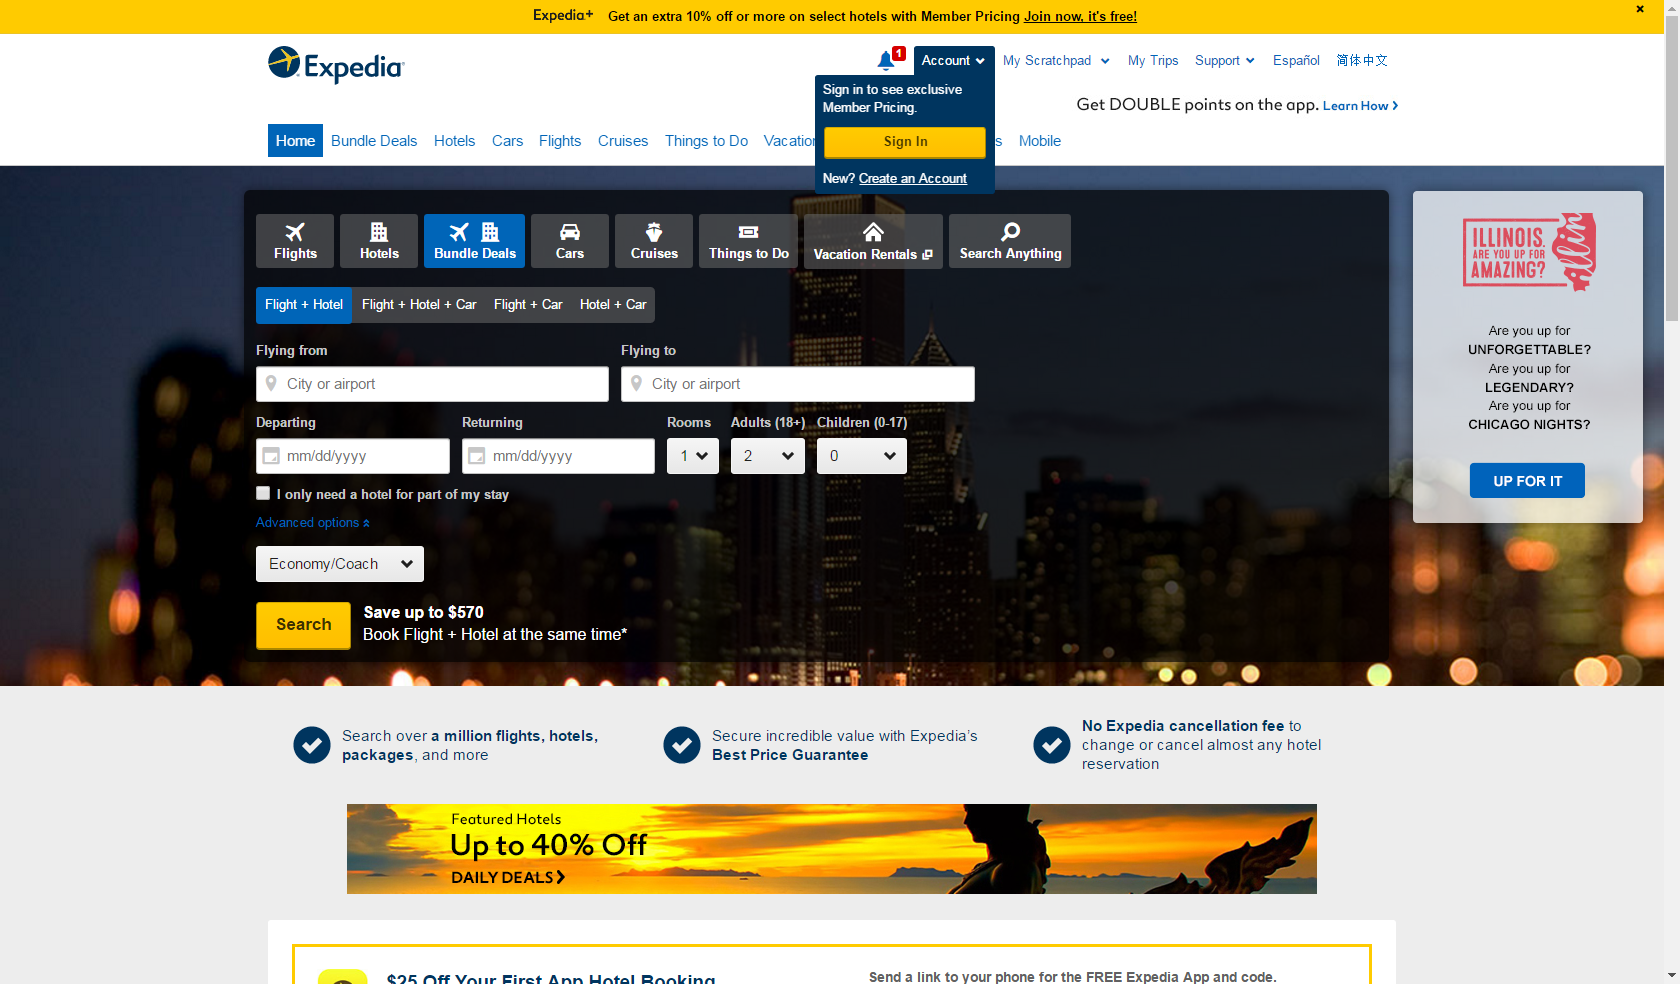 Expedia+ Get an extra 10% off or more on select hotels with Member Pricing Join now, it's free!
Expedia
1
Account
My Scratchpad
My Trips
Support
Español
简体中文
Sign in to see exclusive
Member Pricing.
Sign In
New? Create an Account
Get DOUBLE points on the app. Learn How
Home
Bundle Deals
Hotels
Cars
Flights
Cruises
Things to Do
Mobile
Flights
Hotels
Bundle Deals
Cars
Cruises
Things to Do
Vacation Rentals
Search Anything
Flight + Hotel
Flight + Hotel + Car
Flight + Car
Hotel + Car
Flying from
Flying to
City or airport
City or airport
Departing
Returning
Rooms
Adults (18+)
Children (0-17)
mm/dd/yyyy
mm/dd/yyyy
1
2
0
I only need a hotel for part of my stay
Advanced options
Economy/Coach
Search
Save up to $570
Book Flight + Hotel at the same time*
ILLINOIS.
ARE YOU UP FOR
AMAZING?
Are you up for
UNFORGETTABLE?
Are you up for
LEGENDARY?
Are you up for
CHICAGO NIGHTS?
UP FOR IT
Search over a million flights, hotels,
packages, and more
Secure incredible value with Expedia's
Best Price Guarantee
No Expedia cancellation fee to
change or cancel almost any hotel
reservation
Featured Hotels
Up to 40% Off
DAILY DEALS
$25 Off Your First App Hotel Booking
Send a link to your phone for the FREE Expedia App and code.